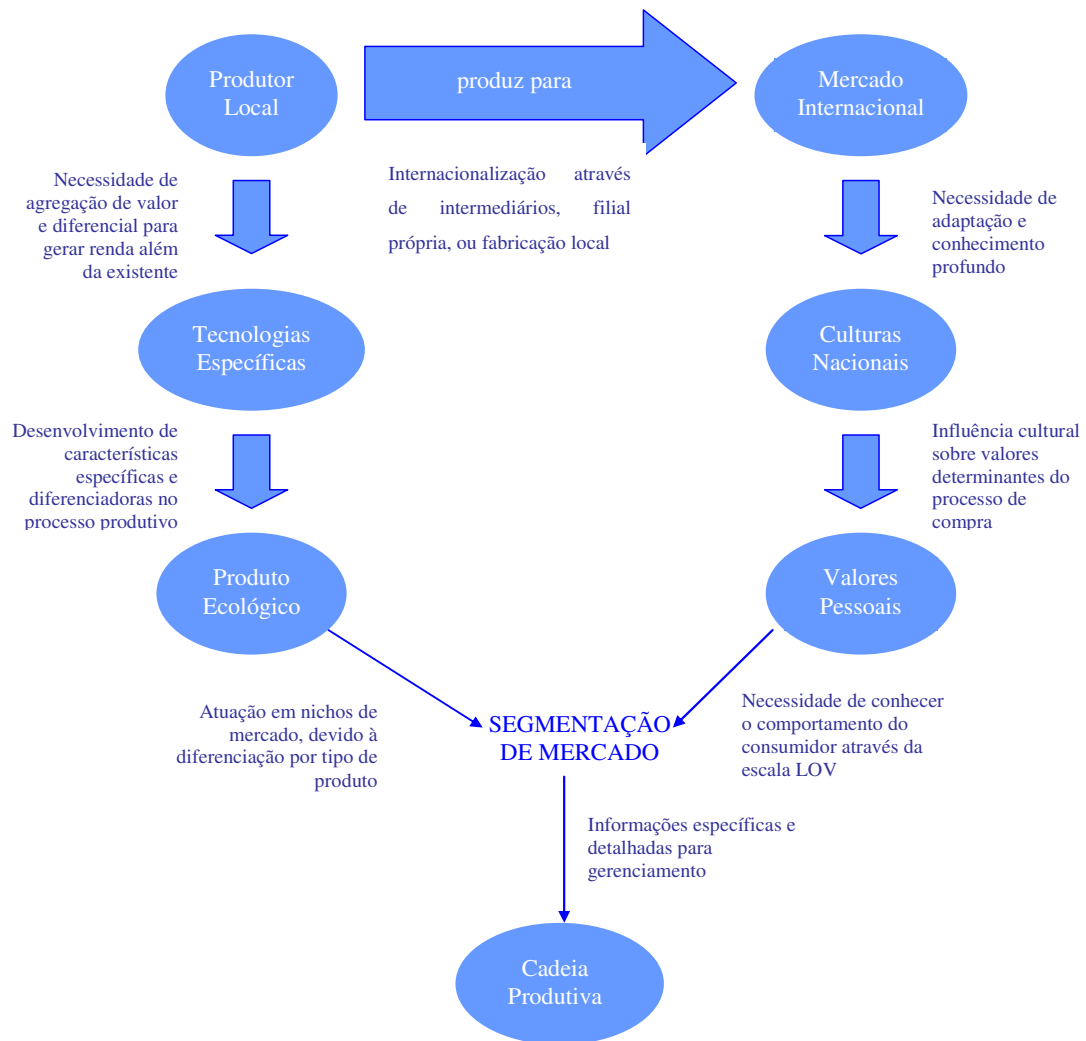 Produtor
Local
produz para
Mercado
Internacional
Necessidade de
agregação de valor
e diferencial para
gerar renda além
da existente
Internacionalização através
de intermediários, filial
própria, ou fabricação local
Necessidade de
adaptação e
conhecimento
profundo
Tecnologias
Específicas
Culturas
Nacionais
Desenvolvimento de
características
específicas e
diferenciadoras no
processo produtivo
Influência cultural
sobre valores
determinantes do
processo de
compra
Produto
Ecológico
Valores
Pessoais
Atuação em nichos de
mercado, devido à
diferenciação por tipo de
produto
SEGMENTAÇÃO
DE MERCADO
Necessidade de conhecer
o comportamento do
consumidor através da
escala LOV
Informações específicas e
detalhadas para
gerenciamento
Cadeia
Produtiva